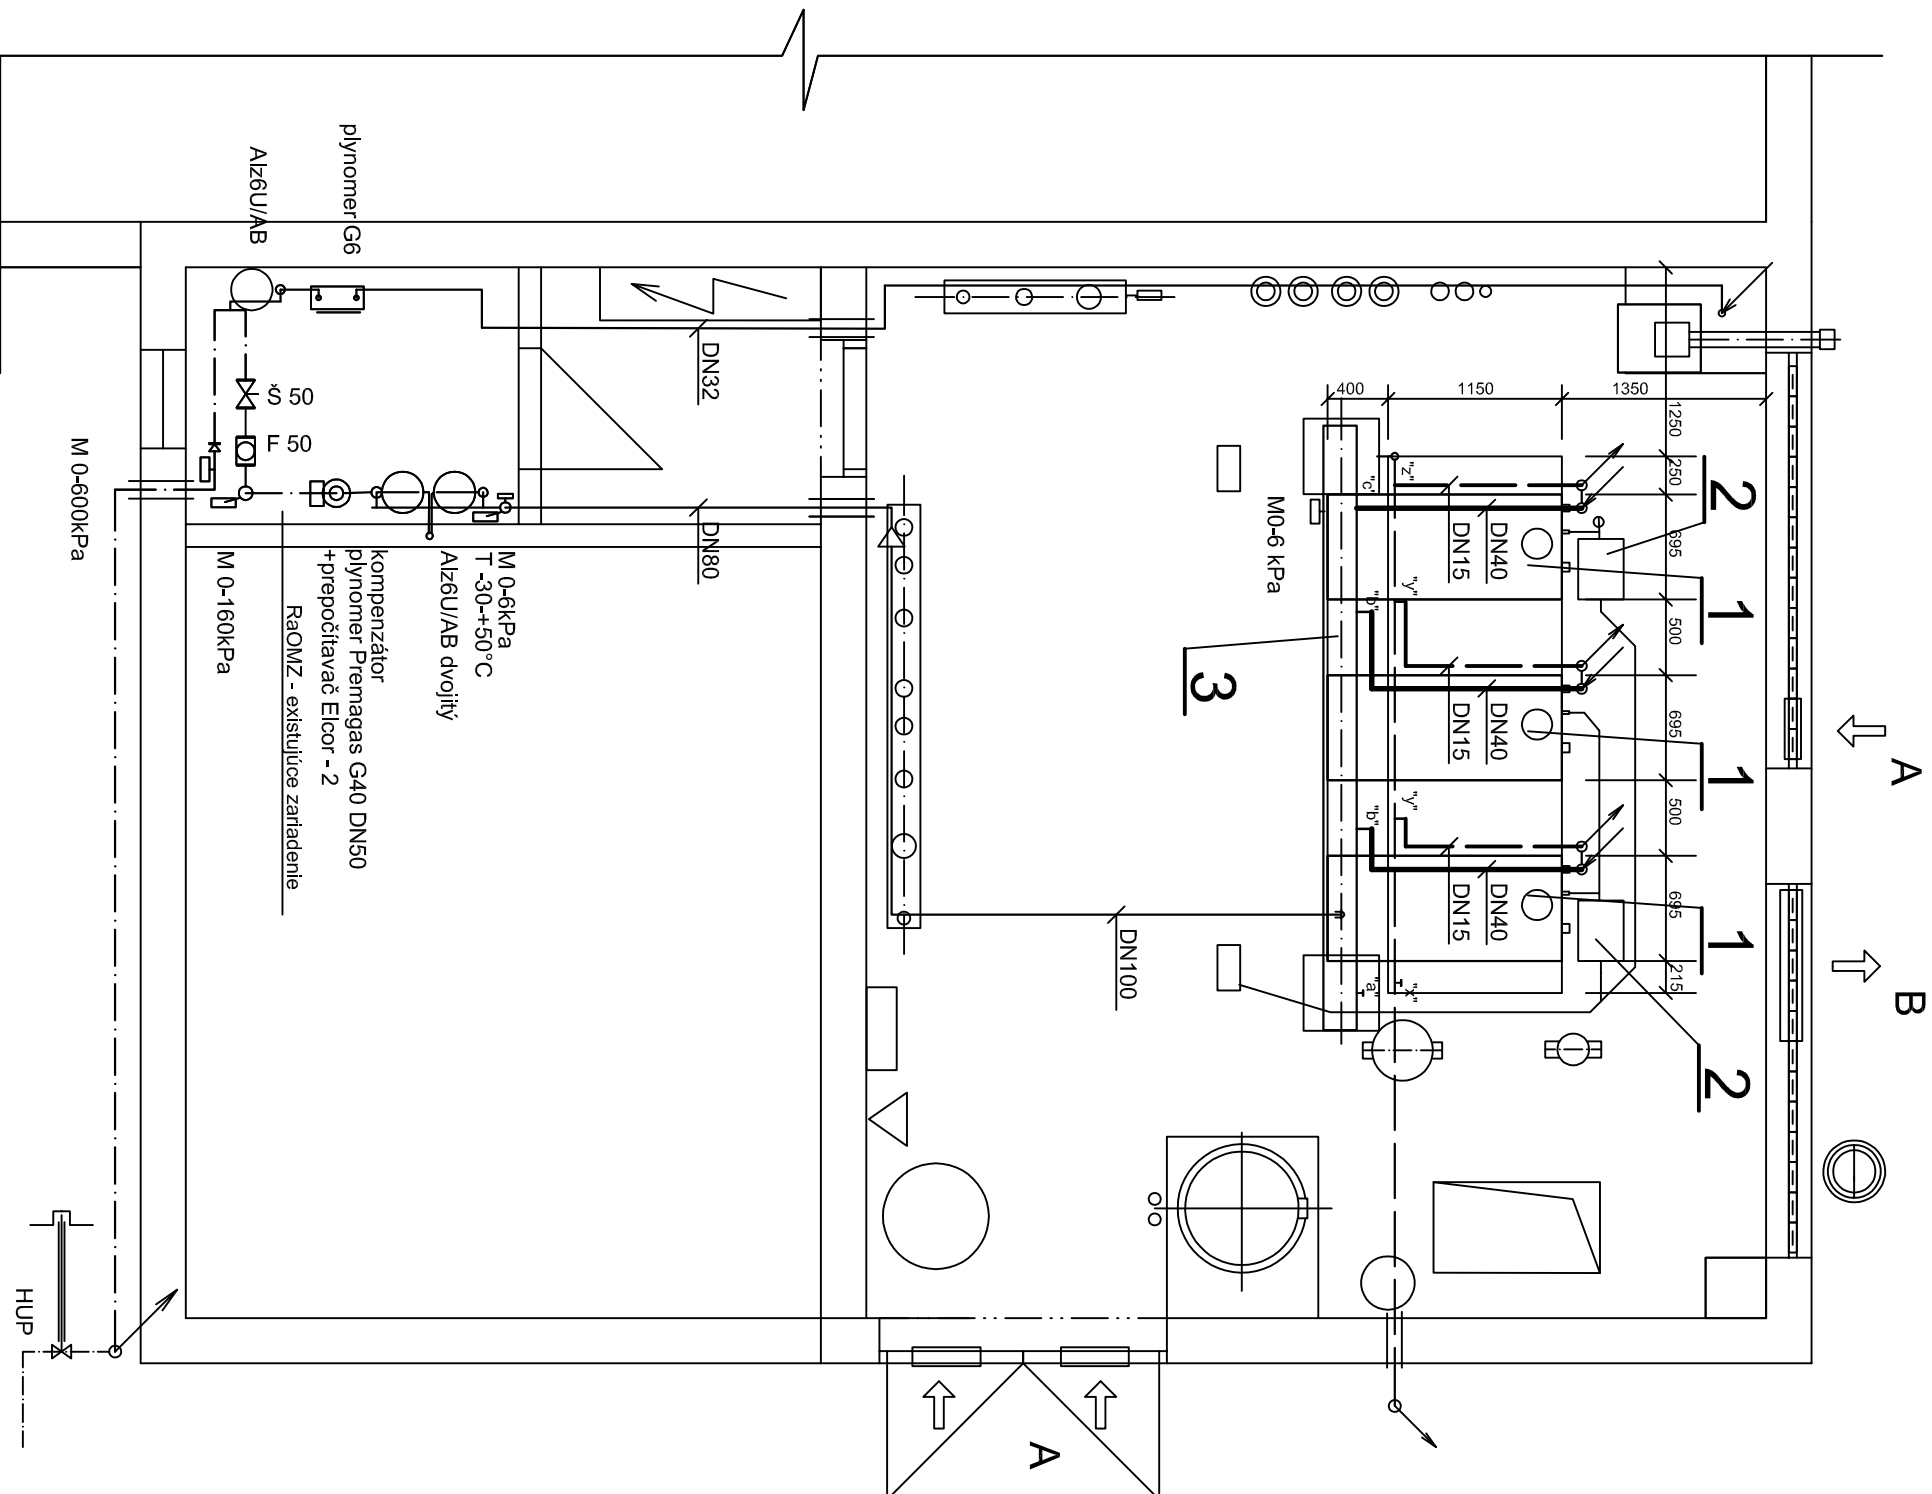 plynomer G6
Alz6U/AB
Š 50
F 50
M 0-600kPa
M 0-160kPa
RaOMZ - existujúce zariadenie
kompenzátor
plynomer Premagas G40 DN50
+prepočítavač Elcor - 2
Alz6U/AB dvojitý
M 0-6kPa
T -30-+50°C
HUP
DN32
DN80
DN100
M0-6 kPa
400
1150
1350
1250
250
695
500
695
500
695
215
"z"
"c"
"y"
"b"
"y"
"b"
"x"
"a"
DN40
DN15
DN40
DN15
DN40
DN15
2
1
1
1
2
3
A
B
A